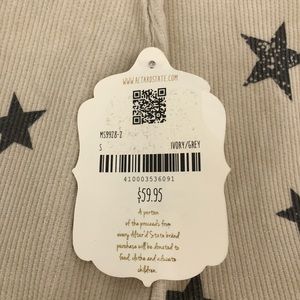 WWW.ALTARDSTATE.COM
MS9928-2
S IVORY/GREY
410003536091
$59.95
A portion
of the proceeds from
every Altar'd State brand
purchase will be donated to
feed, clothe and educate
children.